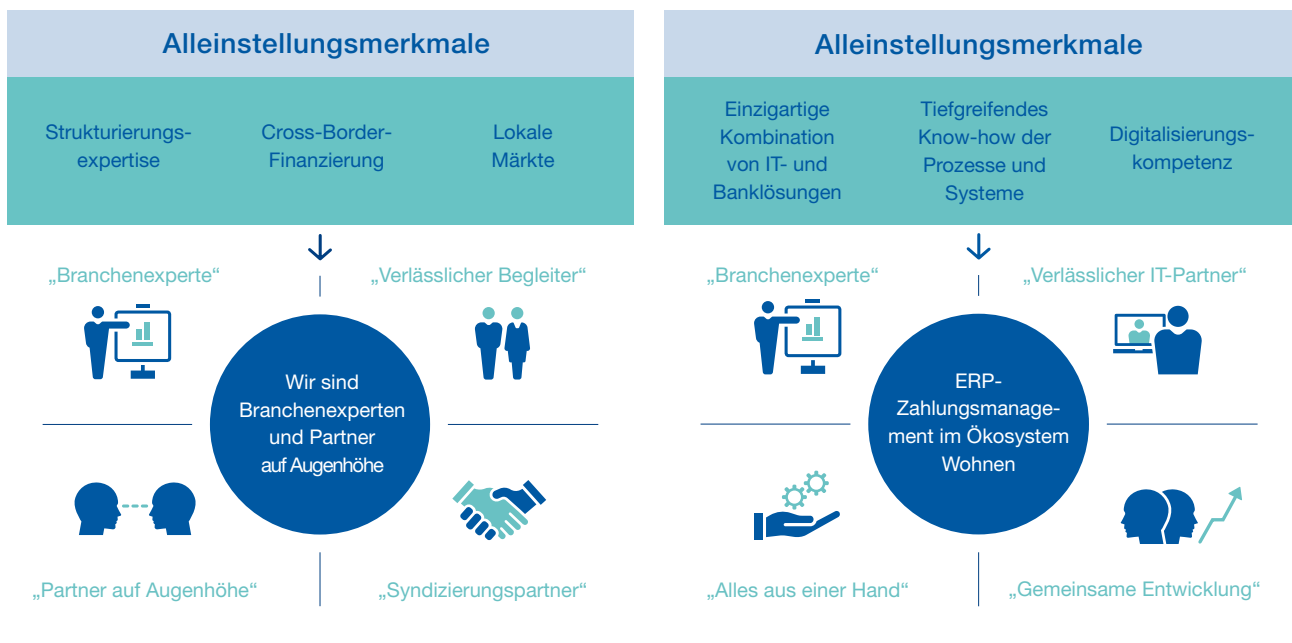 Alleinstellungsmerkmale
Strukturierungs-
expertise
Cross-Border-
Finanzierung
Lokale
Märkte
„Branchenexperte“
„Verlässlicher Begleiter“
Wir sind
Branchenexperten
und Partner
auf Augenhöhe
„Partner auf Augenhöhe“
„Syndizierungspartner“
Alleinstellungsmerkmale
Einzigartige
Kombination
von IT- und
Banklösungen
Tiefgreifendes
Know-how der
Prozesse und
Systeme
Digitalisierungs-
kompetenz
„Branchenexperte“
„Verlässlicher IT-Partner“
ERP-
Zahlungsmanage-
ment im Ökosystem
Wohnen
„Alles aus einer Hand“
„Gemeinsame Entwicklung“